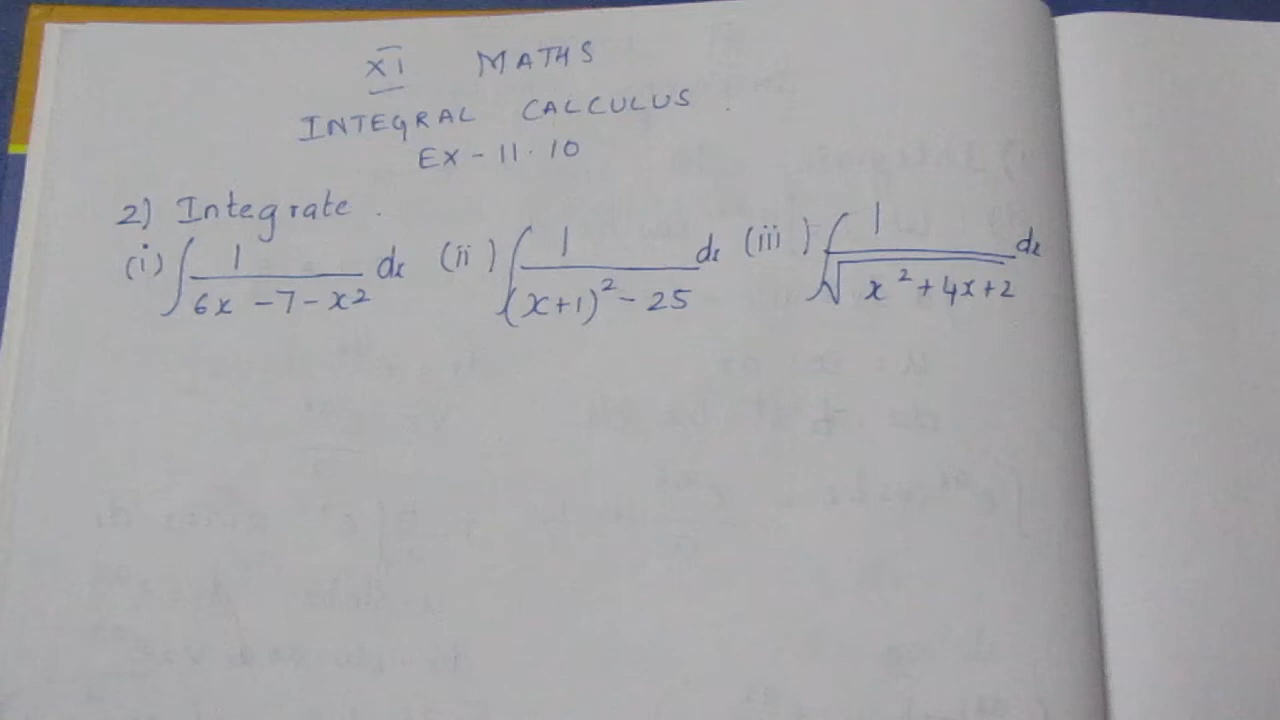 XI MATHS
INTEGRAL CALCULUS.
EX - 11.10
2) Integrate.
(i) ∫ 1/(6x - 7 - x2) dx (ii) ∫ 1/((x+1)² - 25) dx (iii) ∫ 1/√(x² + 4x + 2) dx